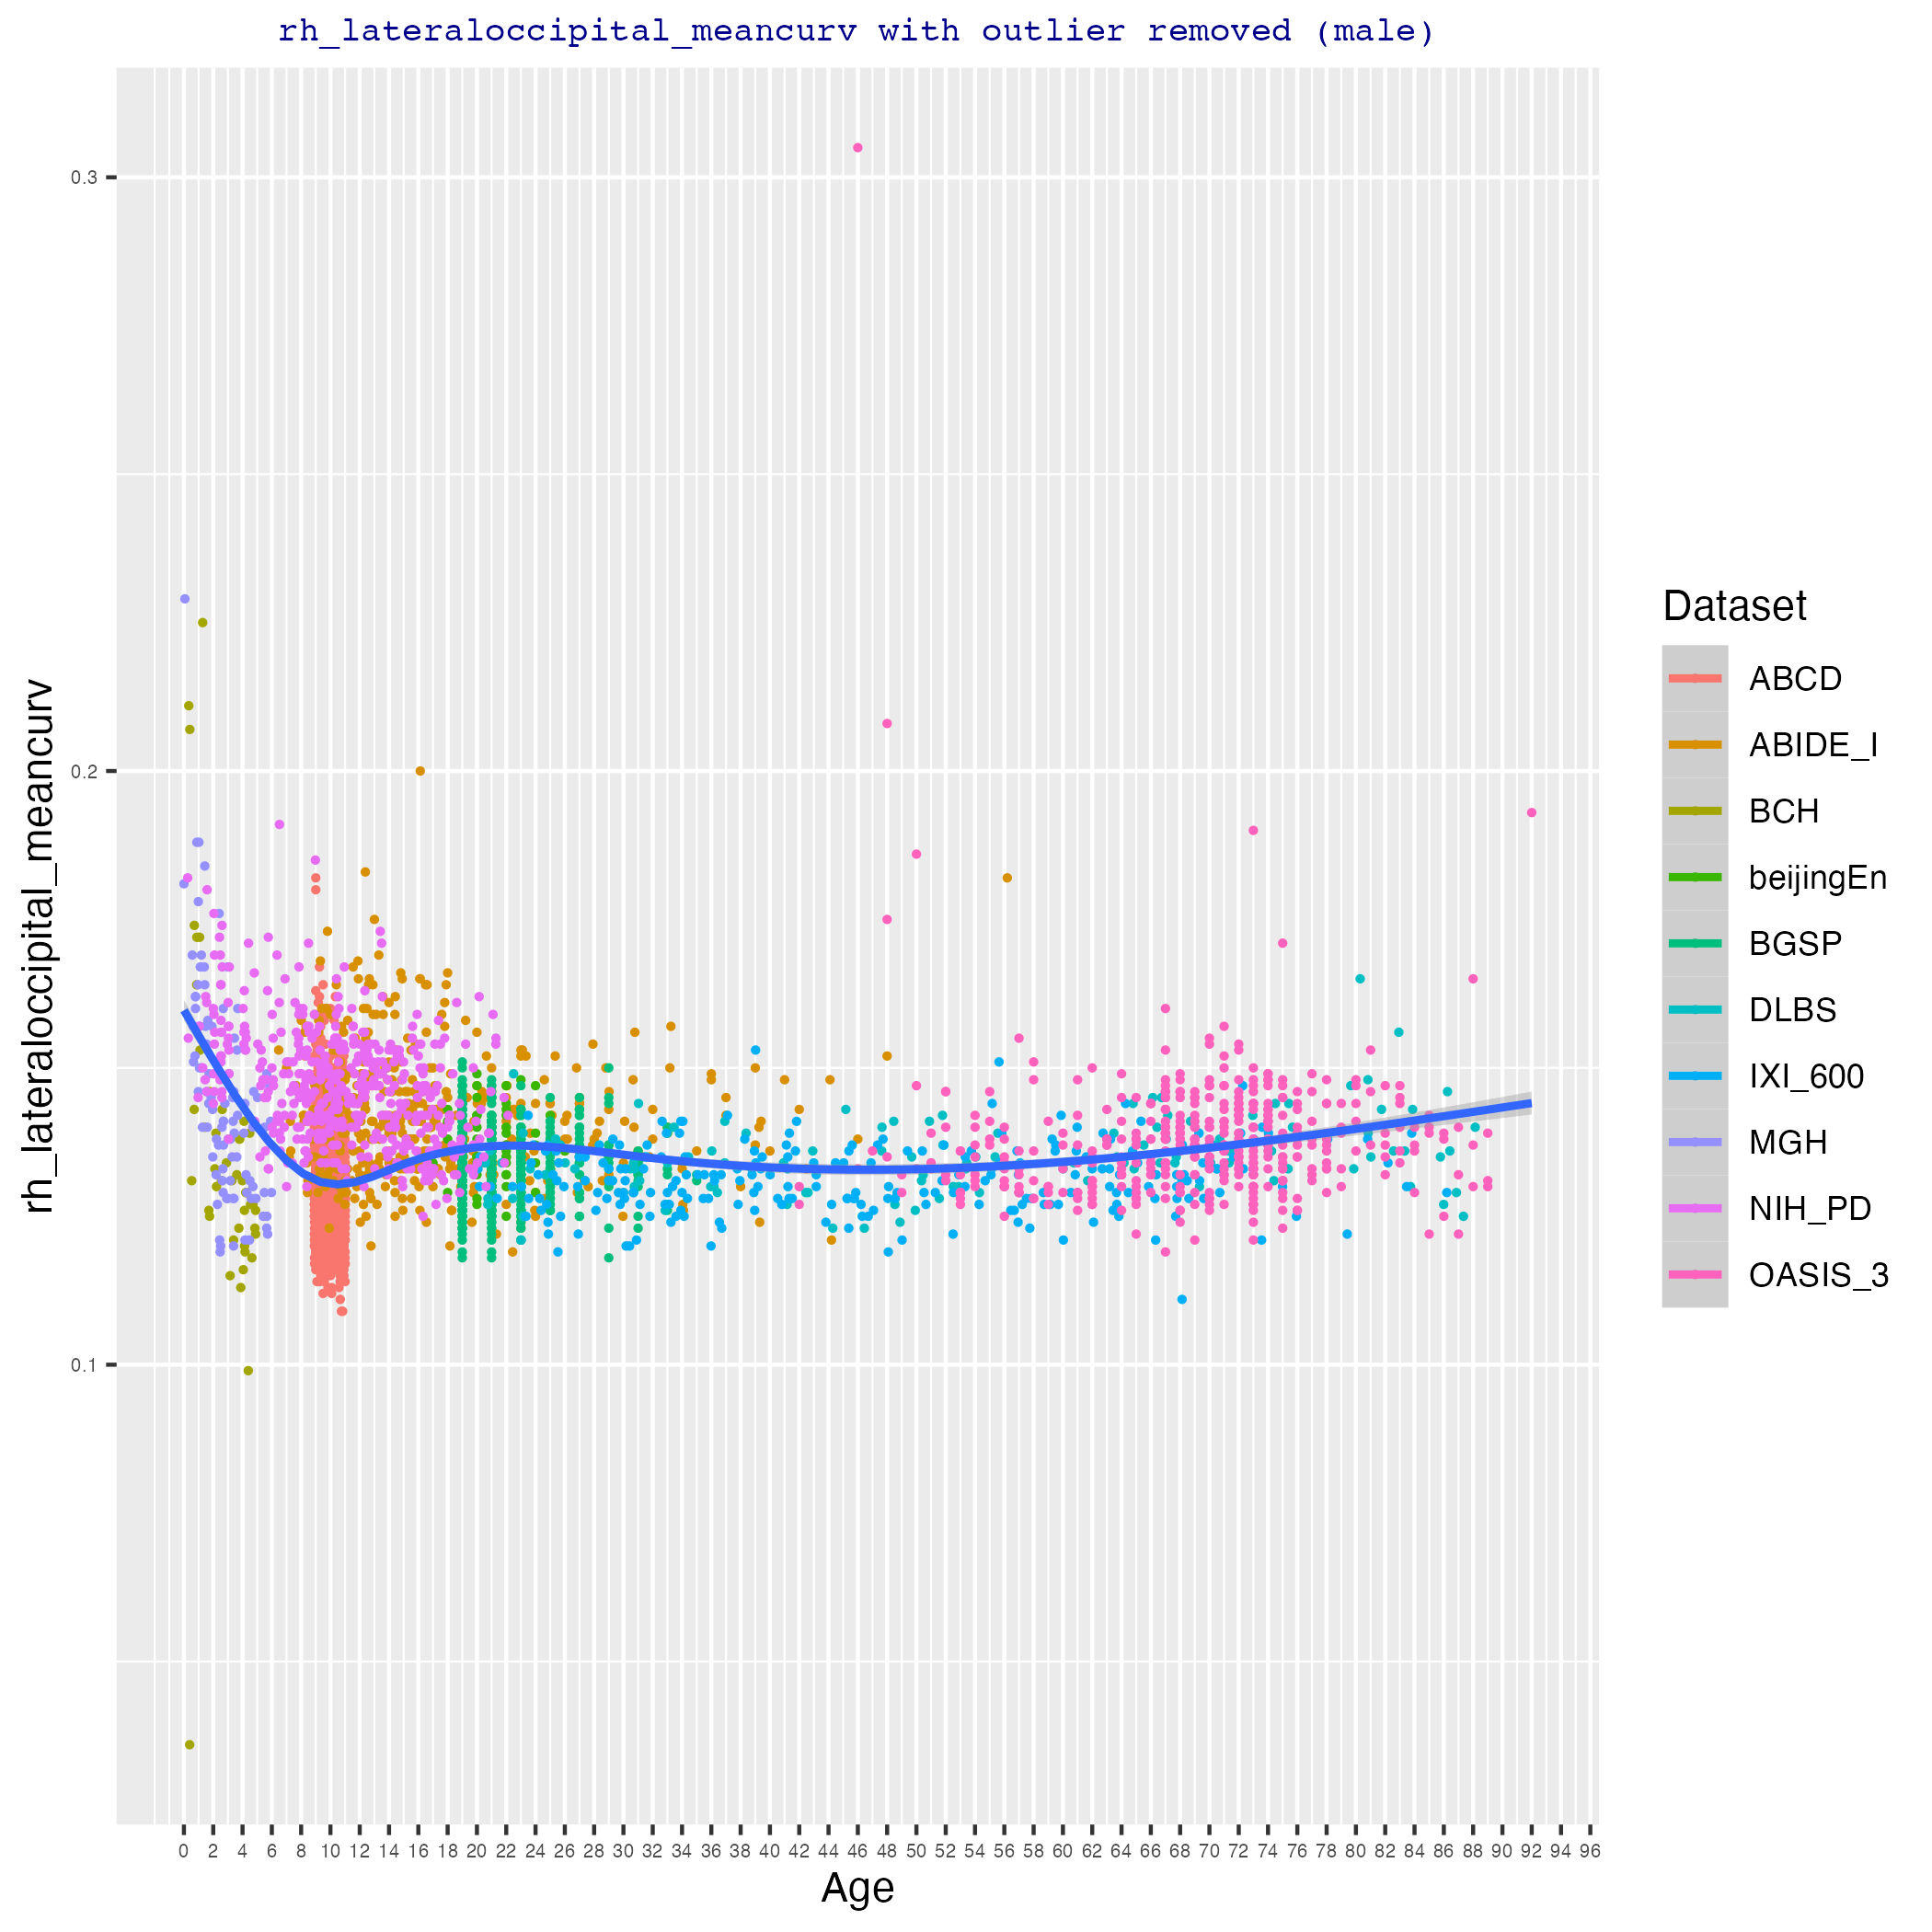 rh_lateraloccipital_meancurv with outlier removed (male)
rh_lateraloccipital_meancurv
0.3
0.2
0.1
0 2 4 6 8 10 12 14 16 18 20 22 24 26 28 30 32 34 36 38 40 42 44 46 48 50 52 54 56 58 60 62 64 66 68 70 72 74 76 78 80 82 84 86 88 90 92 94 96
Age
Dataset
ABCD
ABIDE_I
BCH
beijingEn
BGSP
DLBS
IXI_600
MGH
NIH_PD
OASIS_3